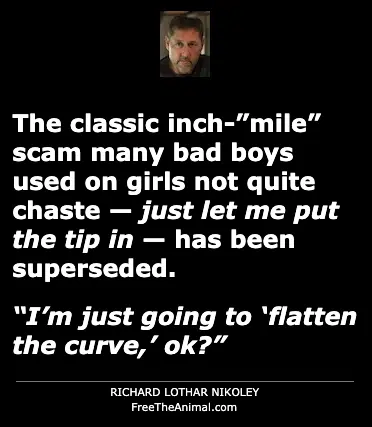 The classic inch-”mile”
scam many bad boys
used on girls not quite
chaste — just let me put
the tip in — has been
superseded.
“I’m just going to ‘flatten
the curve,’ ok?”
RICHARD LOTHAR NIKOLEY
FreeTheAnimal.com